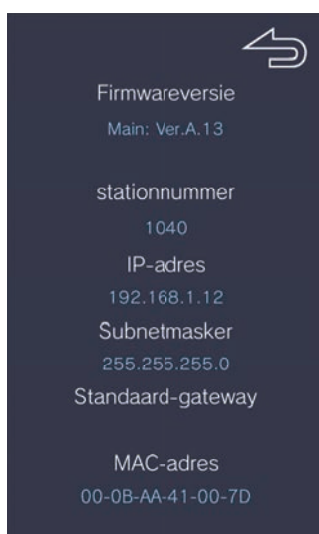 Firmwareversie
Main: Ver.A.13
stationnummer
1040
IP-adres
192.168.1.12
Subnetmasker
255.255.255.0
Standaard-gateway
MAC-adres
00-0B-AA-41-00-7D